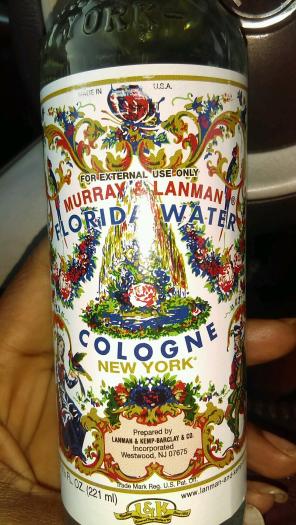 YORK
MADE IN U.S.A.
FOR EXTERNAL USE ONLY
MURRAY & LANMAN®
FLORIDA WATER
COLOGNE
NEW YORK
Prepared by
LANMAN & KEMP-BARCLAY & CO.
Incorporated
Westwood, NJ 07675
Trade Mark Reg. U.S. Pat. Off.
FL. OZ. (221 ml)
www.lanman-and-kemp
L&K